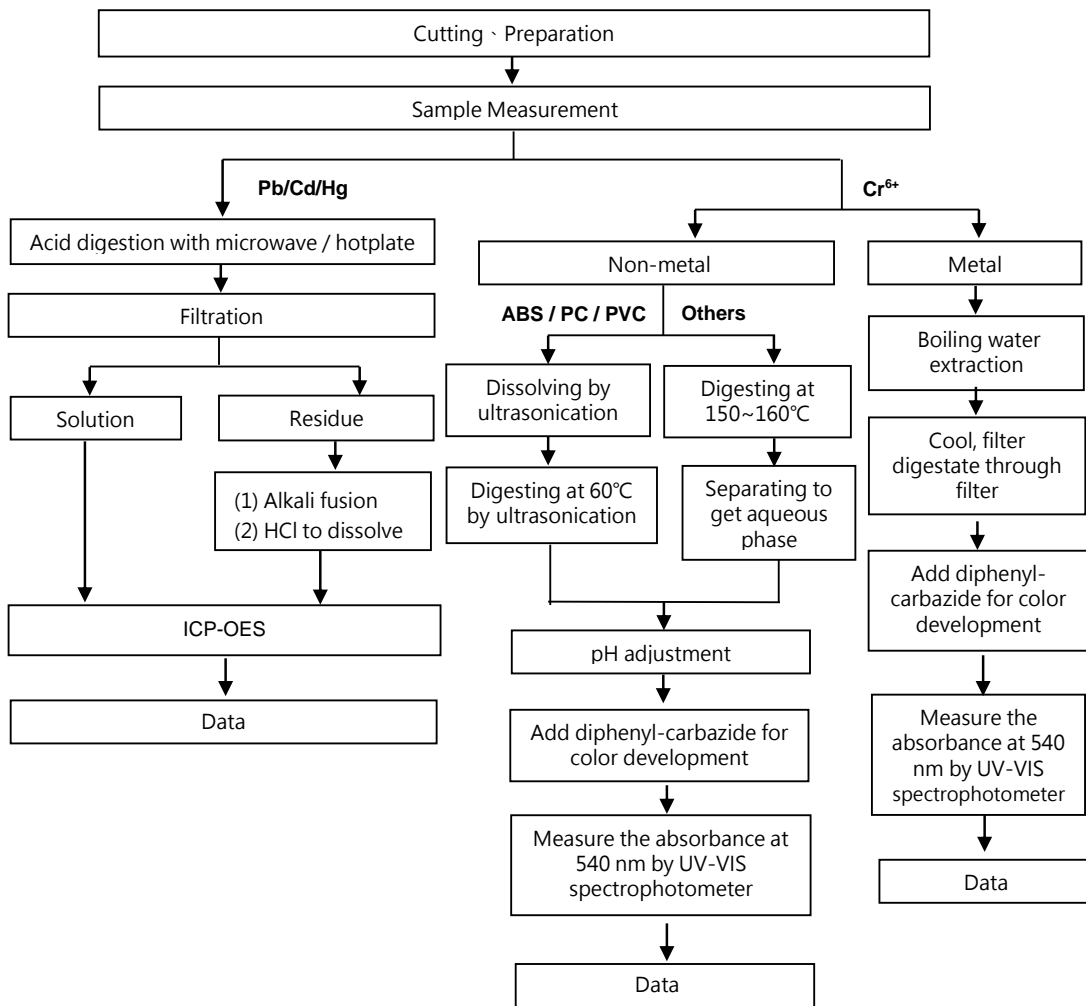 Cutting、Preparation
Sample Measurement
Pb/Cd/Hg
Acid digestion with microwave / hotplate
Filtration
Solution
Residue
(1) Alkali fusion
(2) HCl to dissolve
ICP-OES
Data
Cr⁶⁺
Non-metal
ABS / PC / PVC
Others
Dissolving by
ultrasonication
Digesting at 60℃
by ultrasonication
Digesting at
150~160℃
Separating to
get aqueous
phase
pH adjustment
Add diphenyl-carbazide for
color development
Measure the absorbance at
540 nm by UV-VIS
spectrophotometer
Data
Metal
Boiling water
extraction
Cool, filter
digestate through
filter
Add diphenyl-
carbazide for color
development
Measure the
absorbance at 540
nm by UV-VIS
spectrophotometer
Data